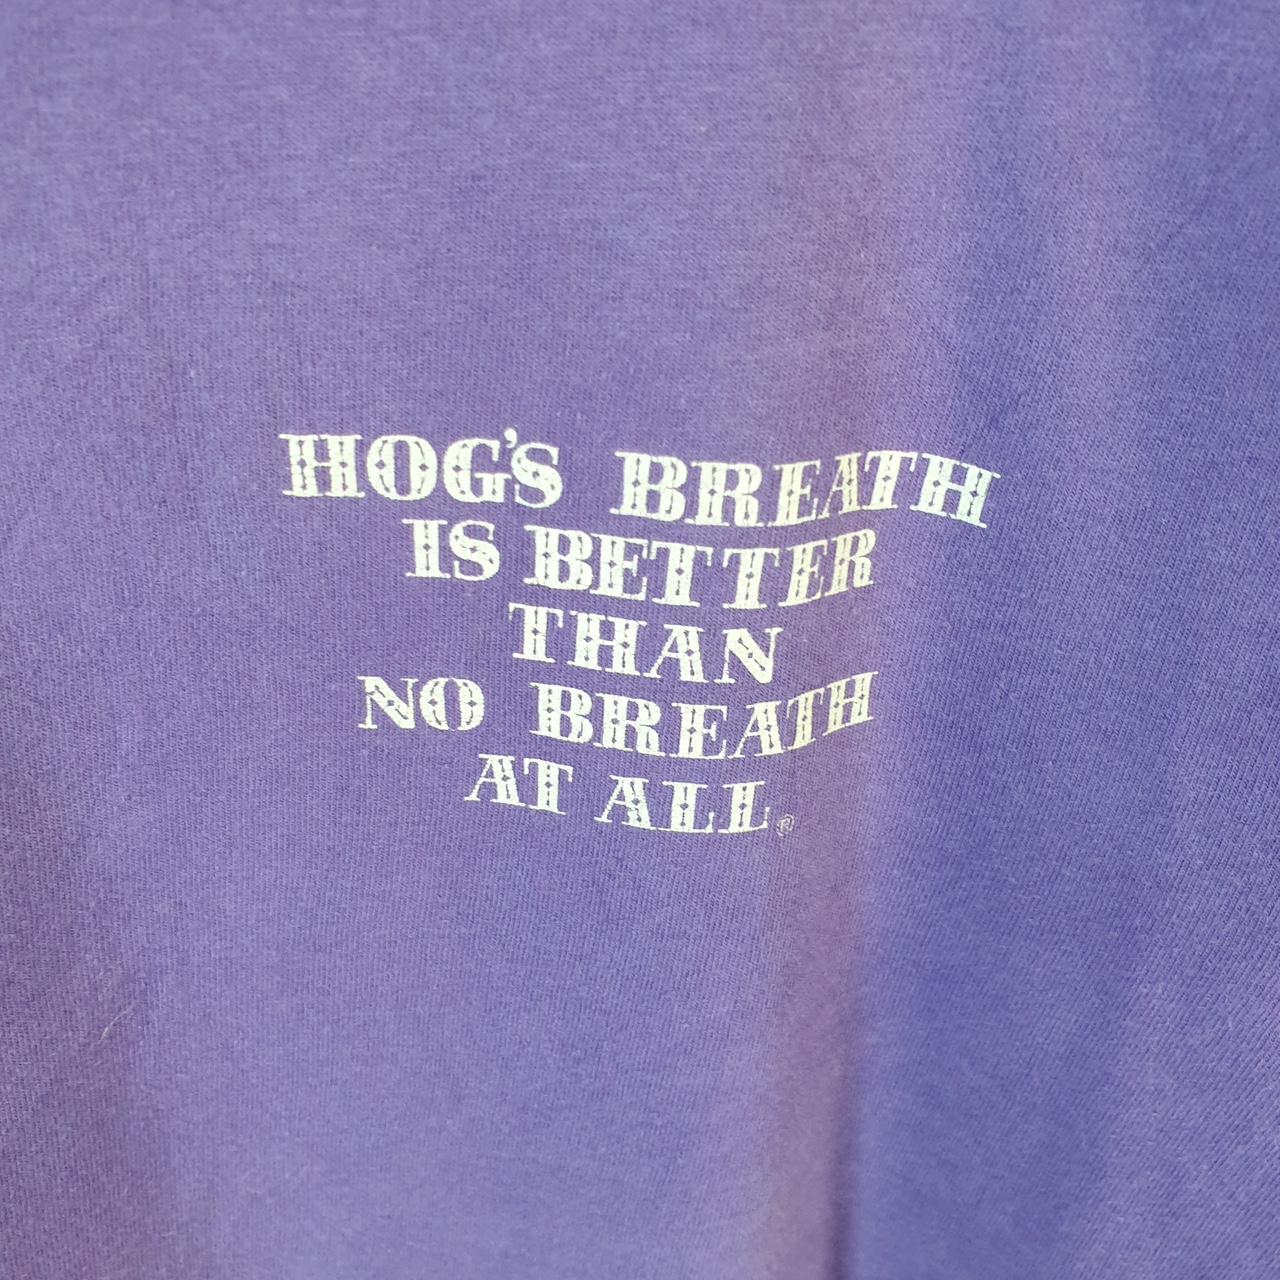 HOG'S BREATH
IS BETTER
THAN
NO BREATH
AT ALL.®